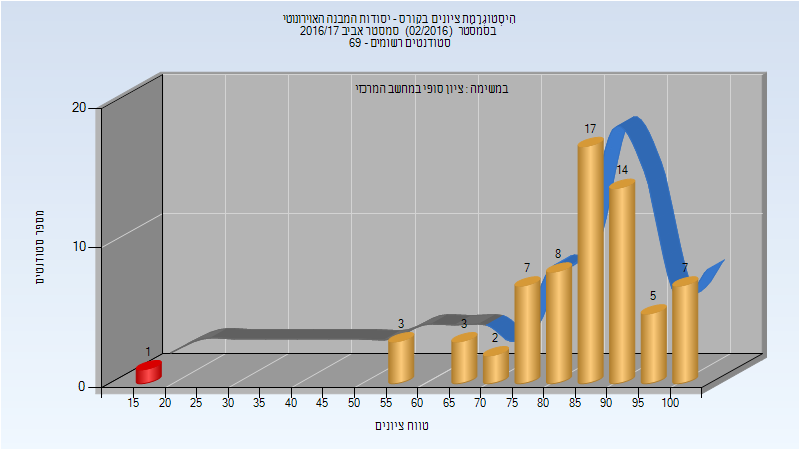 היסטוגרמת ציונים בקורס - יסודות המבנה האוירונוטי
בסמסטר (02/2016) סמסטר אביב 2016/17
סטודנטים רשומים - 69
במשימה : ציון סופי במחשב המרכזי
20
10
0
מספר סטודנטים
1
3
3
2
7
8
17
14
5
7
15 20 25 30 35 40 45 50 55 60 65 70 75 80 85 90 95 100
טווח ציונים